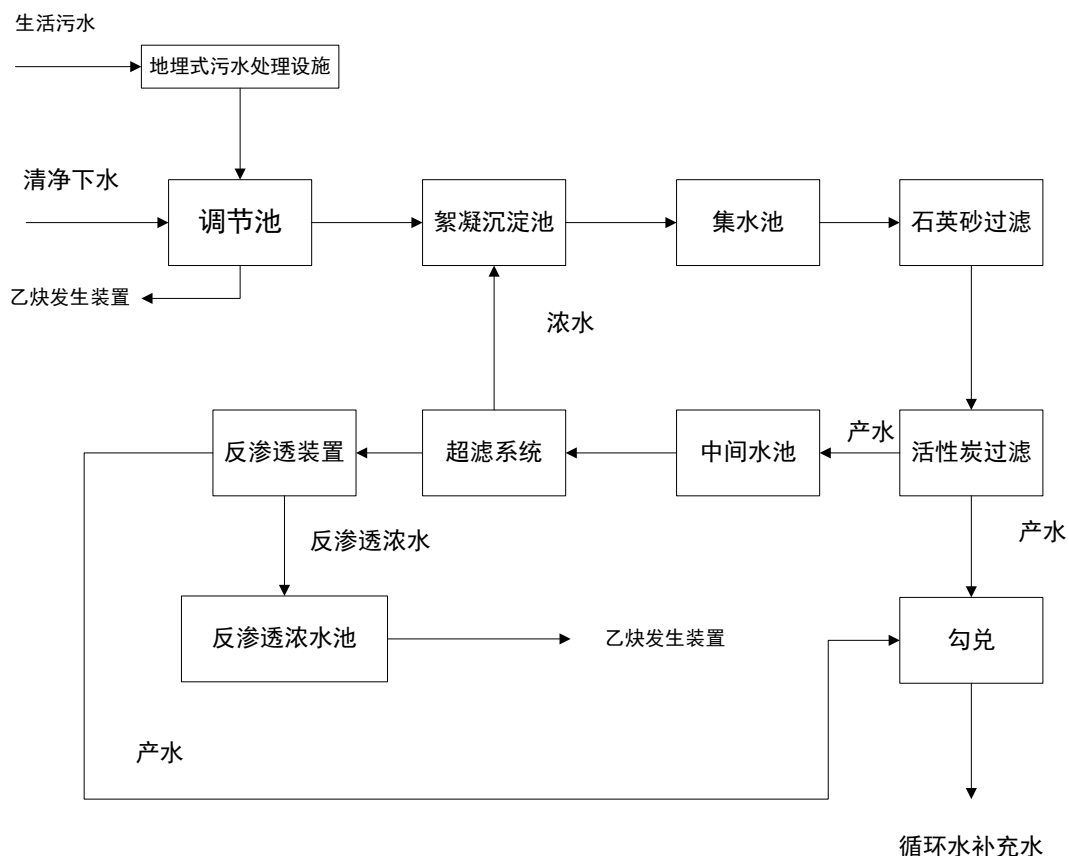 生活污水
地埋式污水处理设施
清净下水
调节池
絮凝沉淀池
集水池
石英砂过滤
乙炔发生装置
浓水
反渗透装置
超滤系统
中间水池
产水
活性炭过滤
反渗透浓水
产水
反渗透浓水池
乙炔发生装置
勾兑
产水
循环水补充水